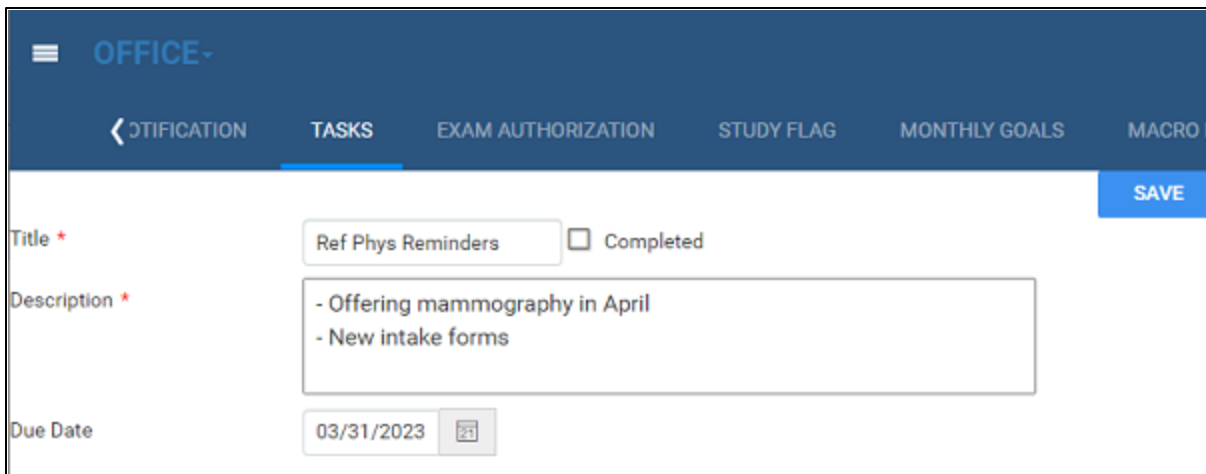 OFFICE
OTIFICATION TASKS EXAM AUTHORIZATION STUDY FLAG MONTHLY GOALS MACRO
SAVE
Title * Ref Phys Reminders Completed
Description * - Offering mammography in April
- New intake forms
Due Date 03/31/2023 21